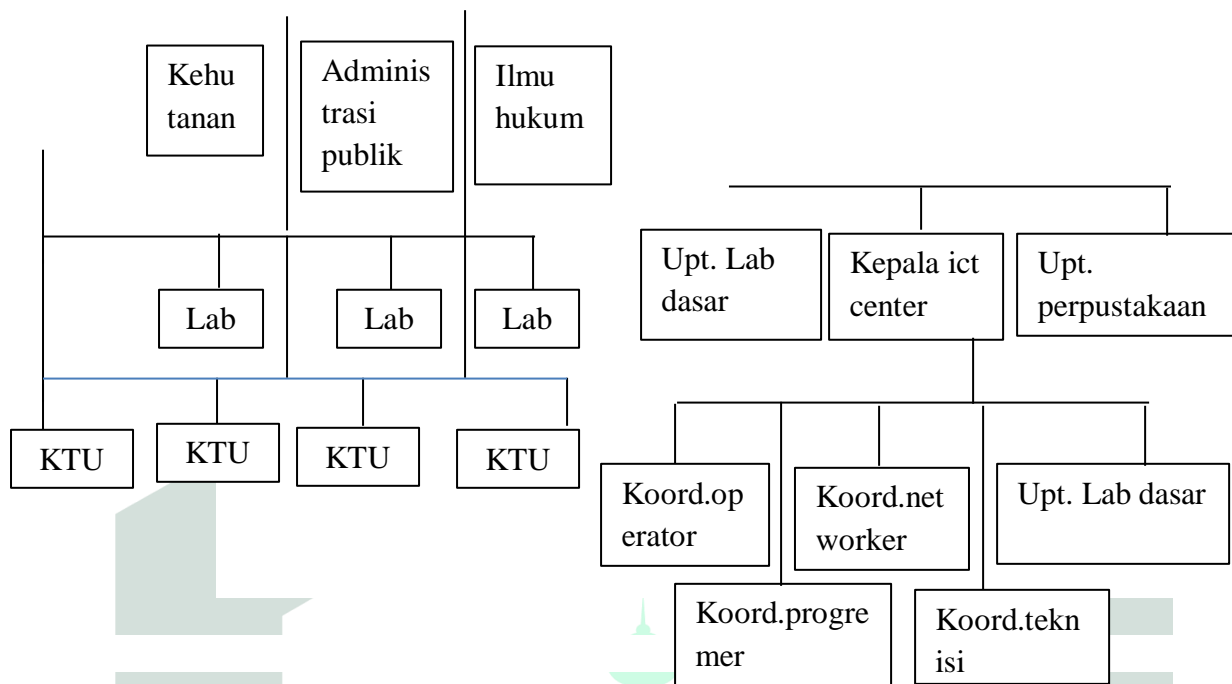 Kehu
tanan
Adminis
trasi
publik
Ilmu
hukum
Upt. Lab
dasar
Kepala ict
center
Upt.
perpustakaan
Lab
Lab
Lab
KTU
KTU
KTU
KTU
Koord.op
erator
Koord.net
worker
Upt. Lab dasar
Koord.progre
mer
Koord.tekn
isi